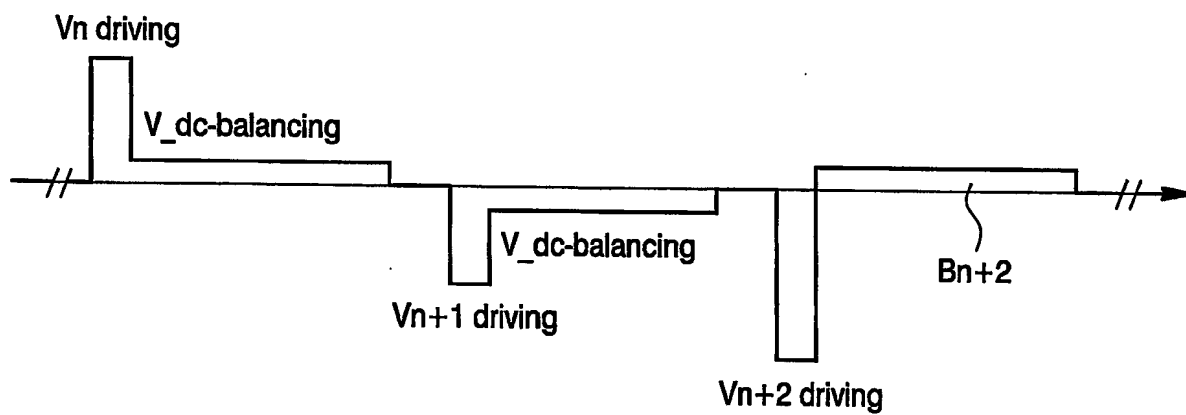 Vn driving
V_dc-balancing
V_dc-balancing
Bn+2
Vn+1 driving
Vn+2 driving